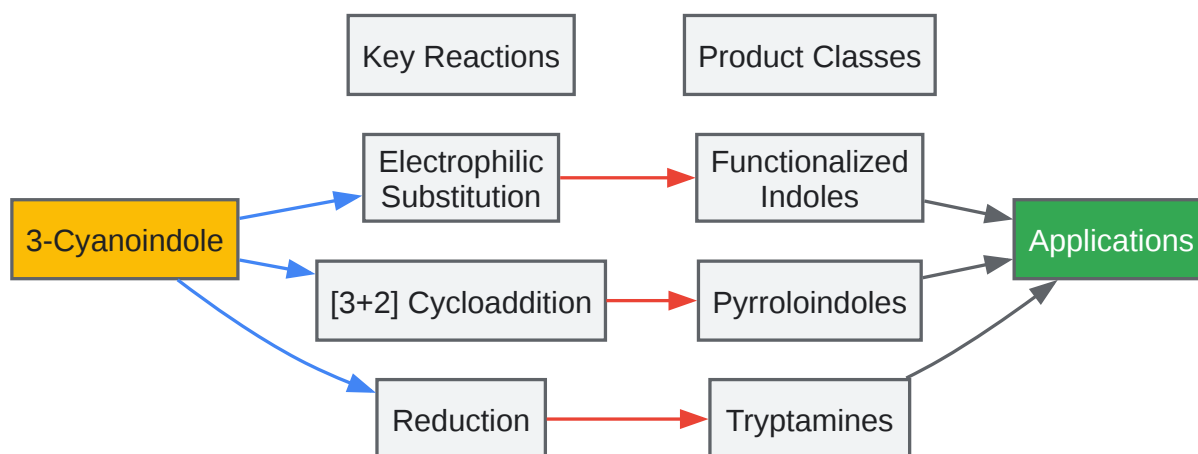 Key Reactions
Product Classes
Electrophilic
Substitution
Functionalized
Indoles
3-Cyanoindole
Applications
[3+2] Cycloaddition
Pyrroloindoles
Reduction
Tryptamines